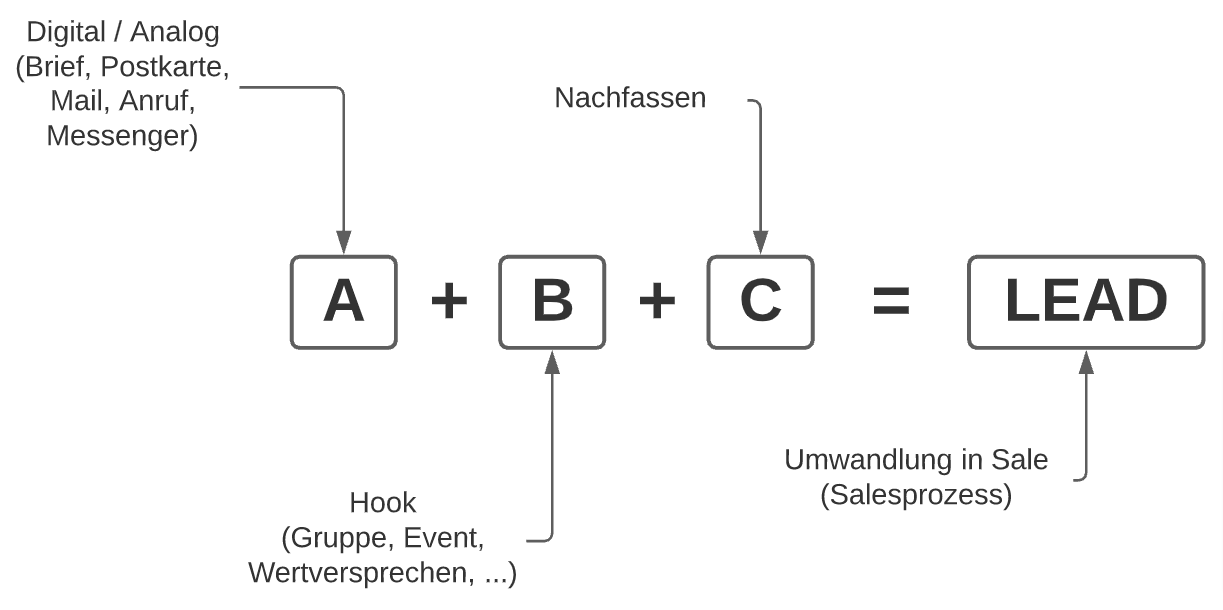 Digital / Analog
(Brief, Postkarte,
Mail, Anruf,
Messenger)
Nachfassen
A + B + C = LEAD
Umwandlung in Sale
(Salesprozess)
Hook
(Gruppe, Event,
Wertversprechen, ...)